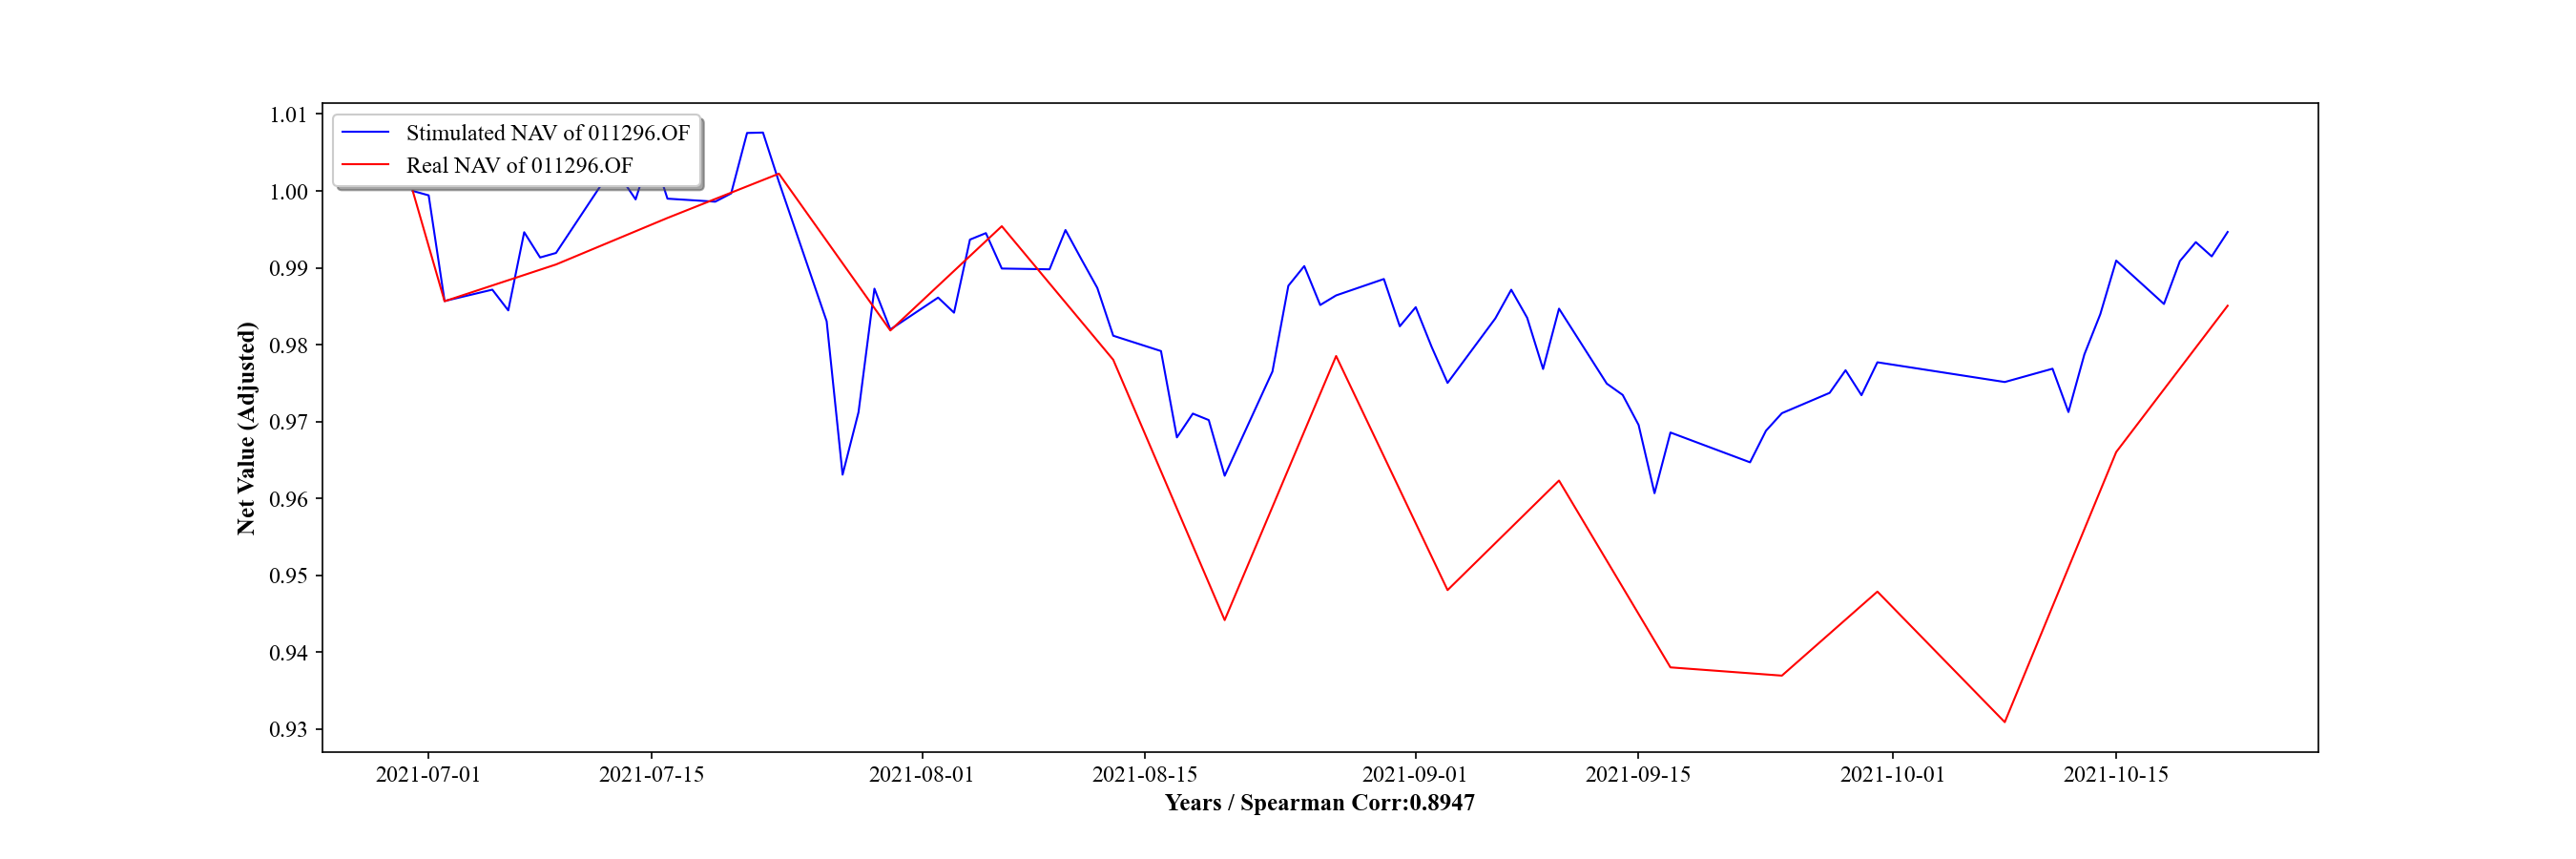 Stimulated NAV of 011296.OF
Real NAV of 011296.OF
1.01
1.00
0.99
0.98
0.97
0.96
0.95
0.94
0.93
Net Value (Adjusted)
2021-07-01 2021-07-15 2021-08-01 2021-08-15 2021-09-01 2021-09-15 2021-10-01 2021-10-15
Years / Spearman Corr:0.8947